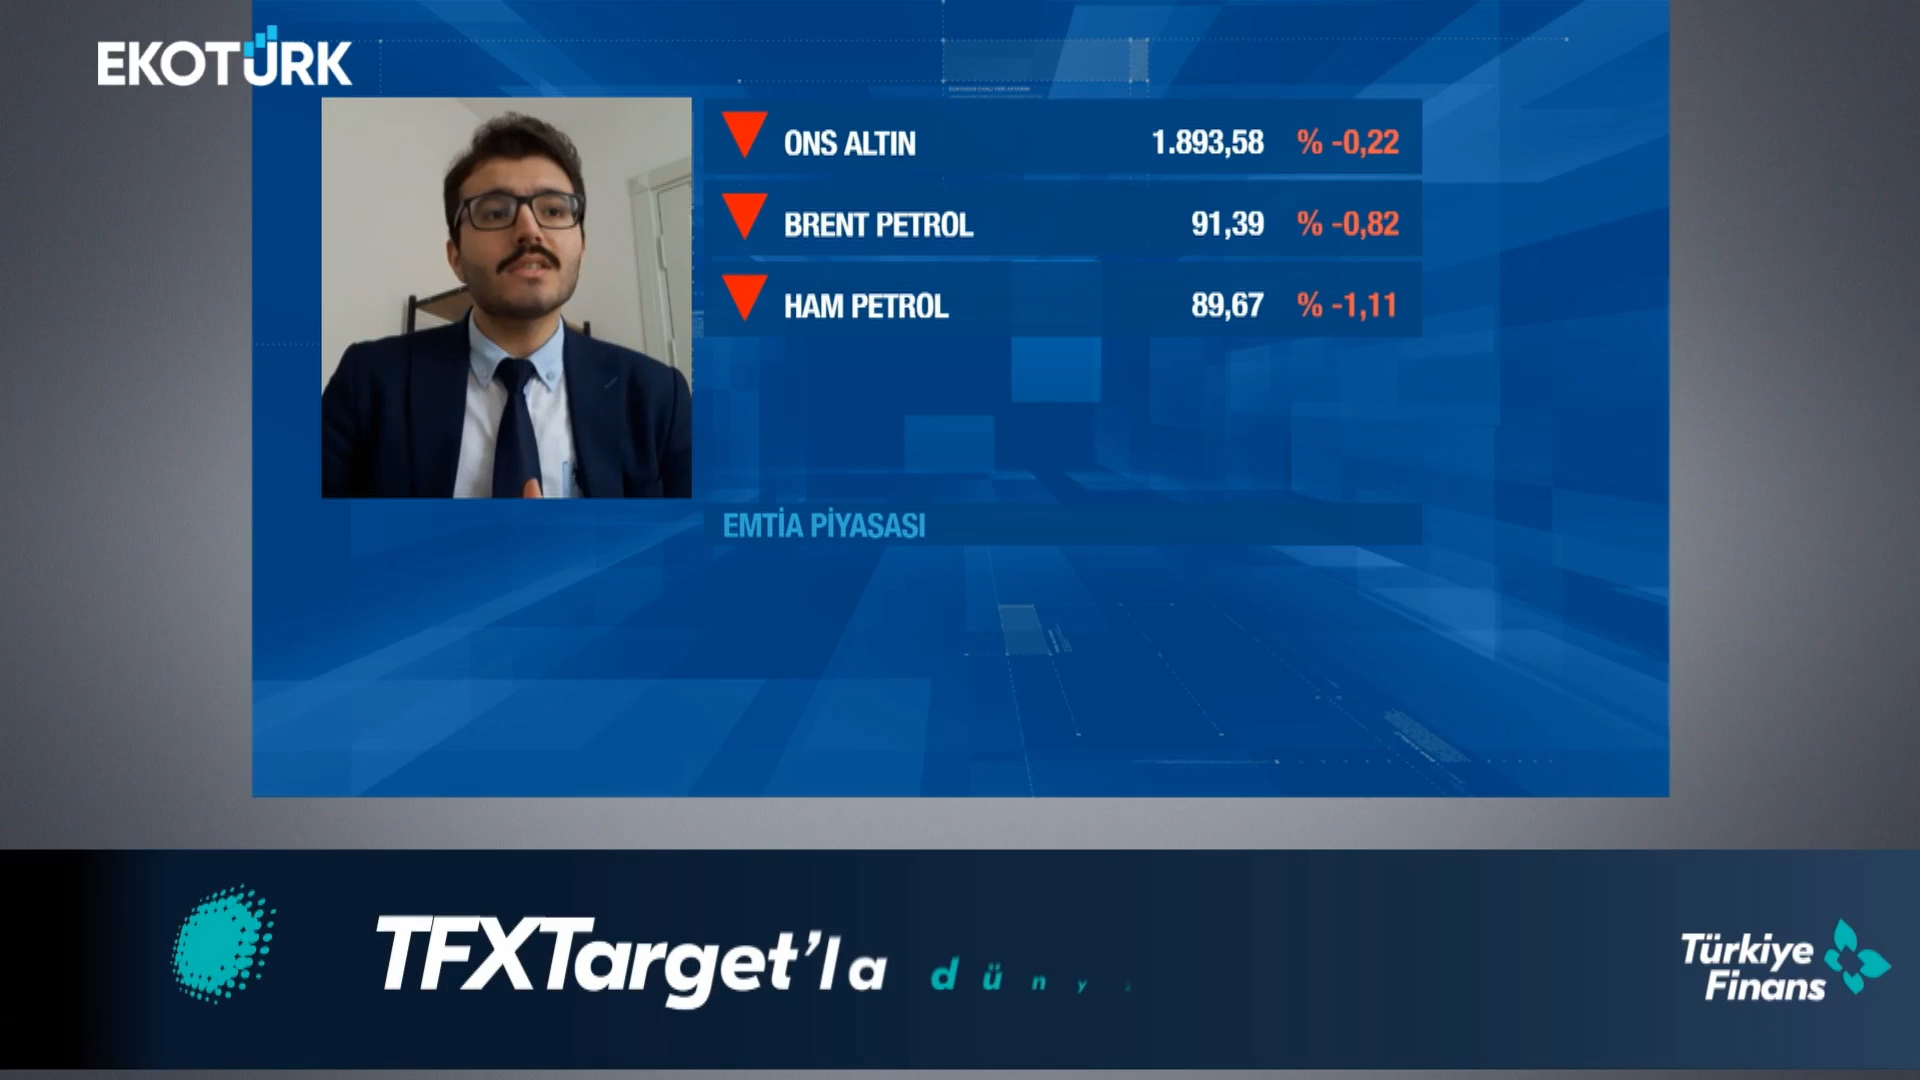 EKOTÜRK
ONS ALTIN 1.893,58 % -0,22
BRENT PETROL 91,39 % -0,82
HAM PETROL 89,67 % -1,11
EMTİA PİYASASI
TFXTarget'la düny
Türkiye
Finans